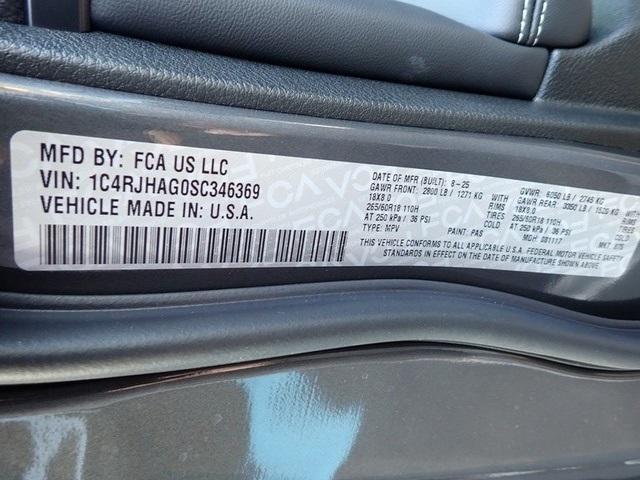 MFD BY: FCA US LLC
VIN: 1C4RJHAG0SC346369
VEHICLE MADE IN: U.S.A.
DATE OF MFR (BUILT): 8-25 GVWR: 6050 LB / 2745 KG
GAWR FRONT: 2800 LB / 1271 KG GAWR REAR: 3350 LB / 1520 KG
18X8.0 RIMS 18X8.0 RIMS
265/60R18 110H TIRES 265/60R18 110H TIRES
AT 250 kPa / 36 PSI COLD AT 250 kPa / 36 PSI
TYPE: MPV PAINT: PAS MDH: 081117
THIS VEHICLE CONFORMS TO ALL APPLICABLE U.S.A. FEDERAL MOTOR VEHICLE SAFETY
STANDARDS IN EFFECT ON THE DATE OF MANUFACTURE SHOWN ABOVE.